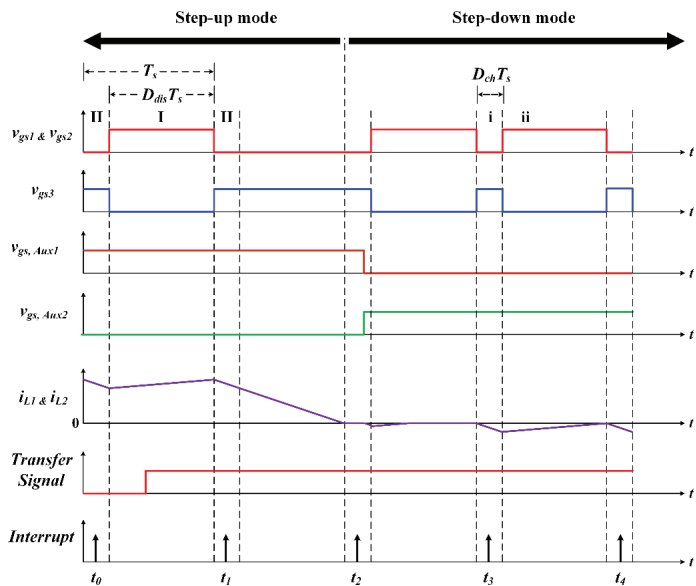 Step-up mode Step-down mode
Ts
DdisTs DchTs
II I II i ii
vgs1 & vgs2 t
vgs3 t
vgs, Aux1 t
vgs, Aux2 t
iL1 & iL2
0 t
Transfer
Signal t
Interrupt t
t0 t1 t2 t3 t4